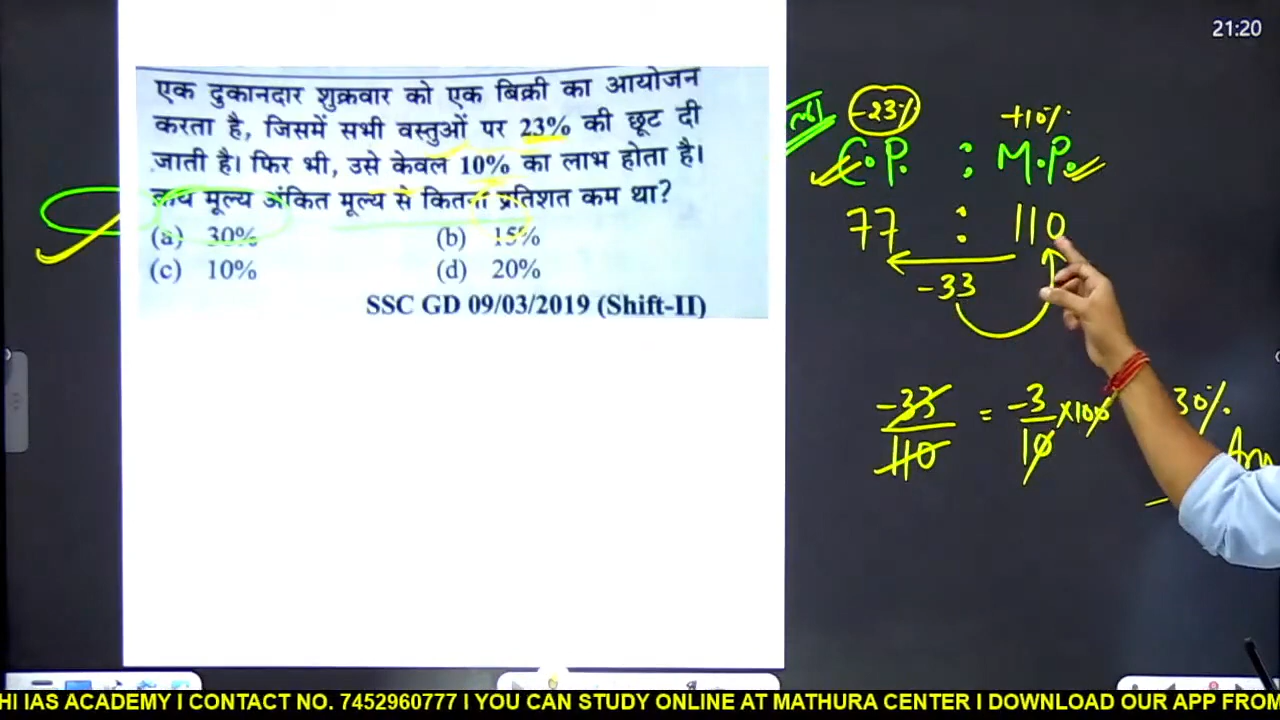 21:20
एक दुकानदार शुक्रवार को एक बिक्री का आयोजन
करता है, जिसमें सभी वस्तुओं पर 23% की छूट दी
जाती है। फिर भी, उसे केवल 10% का लाभ होता है।
क्रय मूल्य अंकित मूल्य से कितना प्रतिशत कम था?
(a) 30% (b) 15%
(c) 10% (d) 20%
SSC GD 09/03/2019 (Shift-II)
-23% +10%
C.P. : M.P.
77 : 110
-33
-33/110 = -3/10 ×100 30%
HI IAS ACADEMY I CONTACT NO. 7452960777 I YOU CAN STUDY ONLINE AT MATHURA CENTER I DOWNLOAD OUR APP FROM